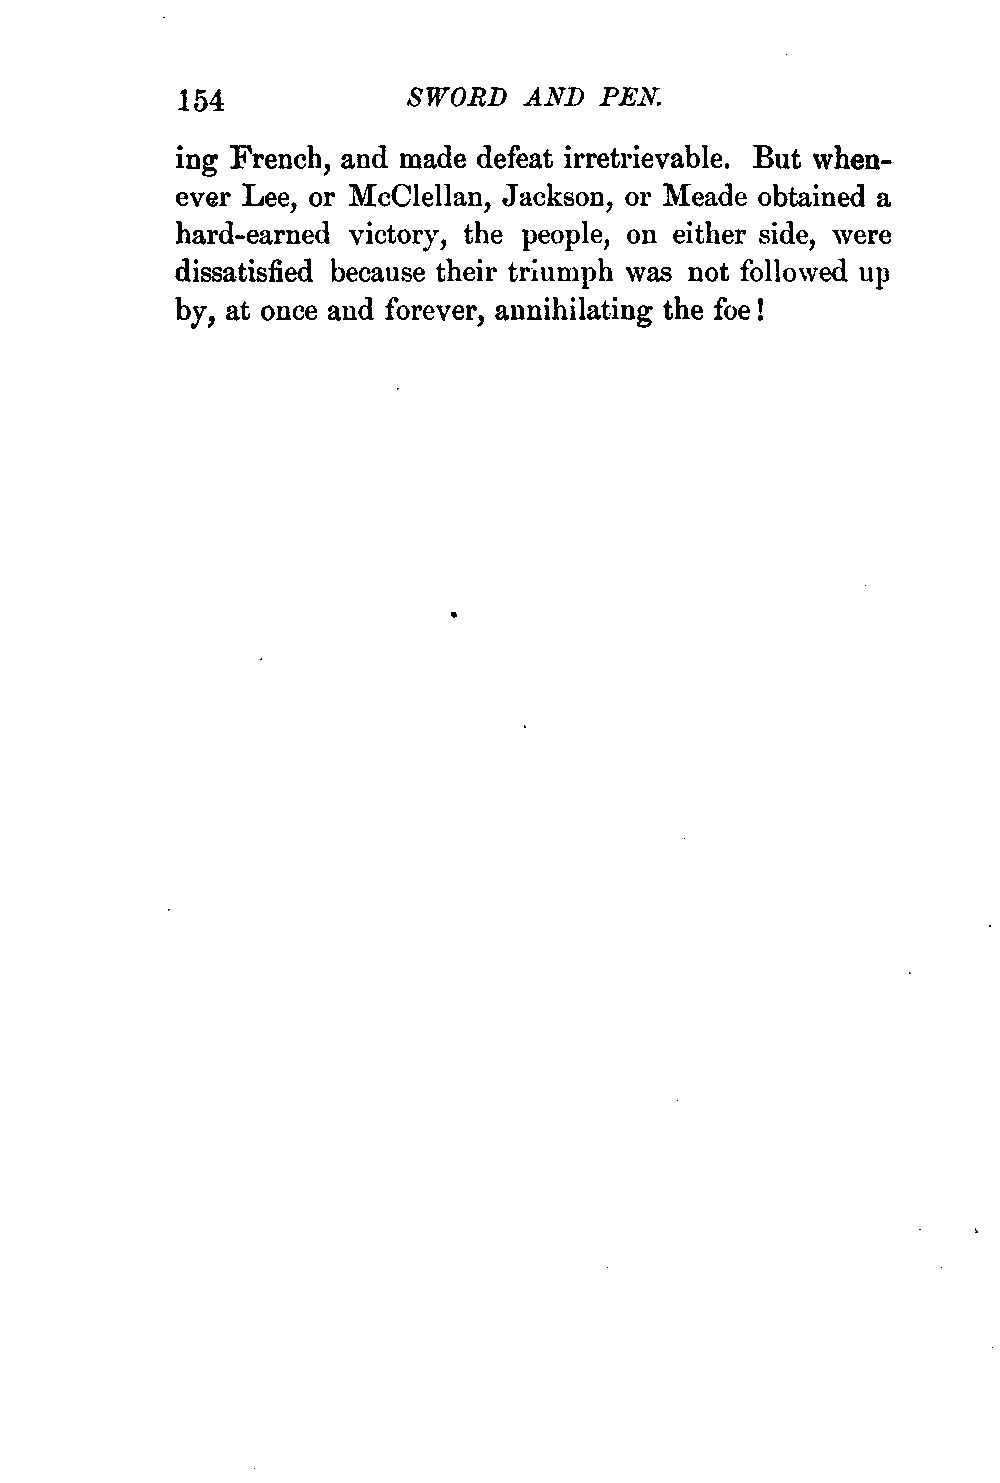 154 SWORD AND PEN.
ing French, and made defeat irretrievable. But when-
ever Lee, or McClellan, Jackson, or Meade obtained a
hard-earned victory, the people, on either side, were
dissatisfied because their triumph was not followed up
by, at once and forever, annihilating the foe!